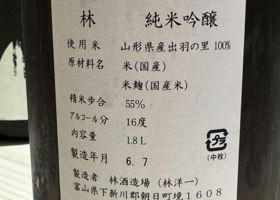 林　純米吟醸
使用米　山形県産出羽の里 100%
原材料名　米(国産)
米麹(国産米)
精米歩合　55%
アルコール分　16度
内容量　1.8L
製造年月　6.7
プラ
(中栓)
製造者　林酒造場(林洋一)
富山県下新川郡朝日町境1608